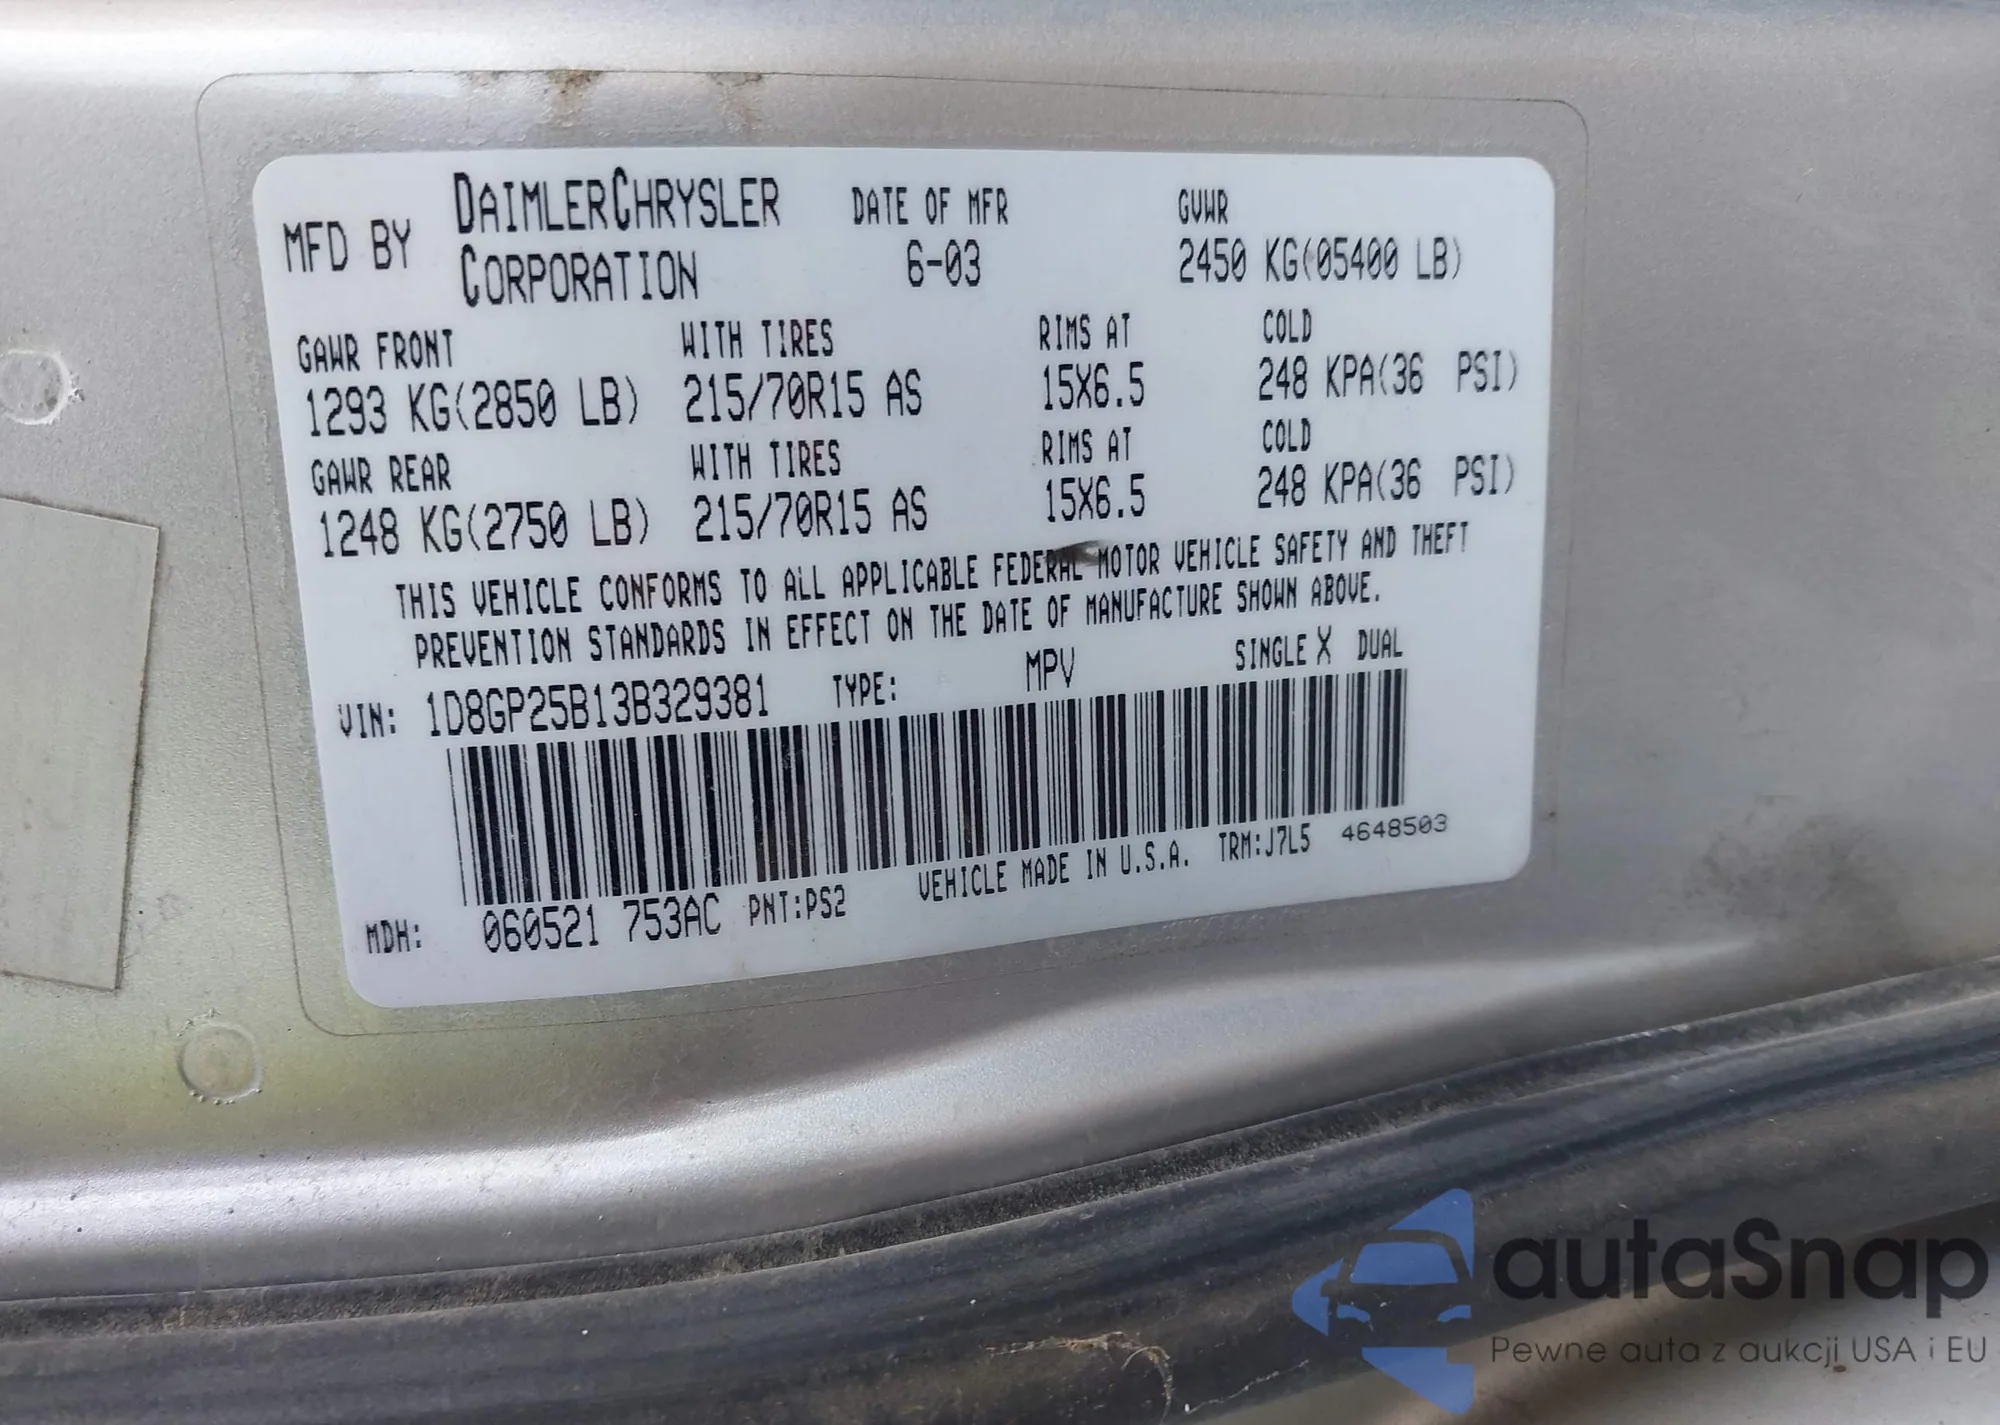 MFD BY DAIMLERCHRYSLER CORPORATION DATE OF MFR 6-03 GVWR 2450 KG(05400 LB)
GAWR FRONT WITH TIRES RIMS AT COLD
1293 KG(2850 LB) 215/70R15 AS 15X6.5 248 KPA(36 PSI)
GAWR REAR WITH TIRES RIMS AT COLD
1248 KG(2750 LB) 215/70R15 AS 15X6.5 248 KPA(36 PSI)
THIS VEHICLE CONFORMS TO ALL APPLICABLE FEDERAL MOTOR VEHICLE SAFETY AND THEFT
PREVENTION STANDARDS IN EFFECT ON THE DATE OF MANUFACTURE SHOWN ABOVE.
VIN: 1D8GP25B13B329381 TYPE: MPV SINGLE X DUAL
MDH: 060521 753AC PNT:PS2 VEHICLE MADE IN U.S.A. TRM:J7L5 4648503
autaSnap
Pewne auta z aukcji USA i EU